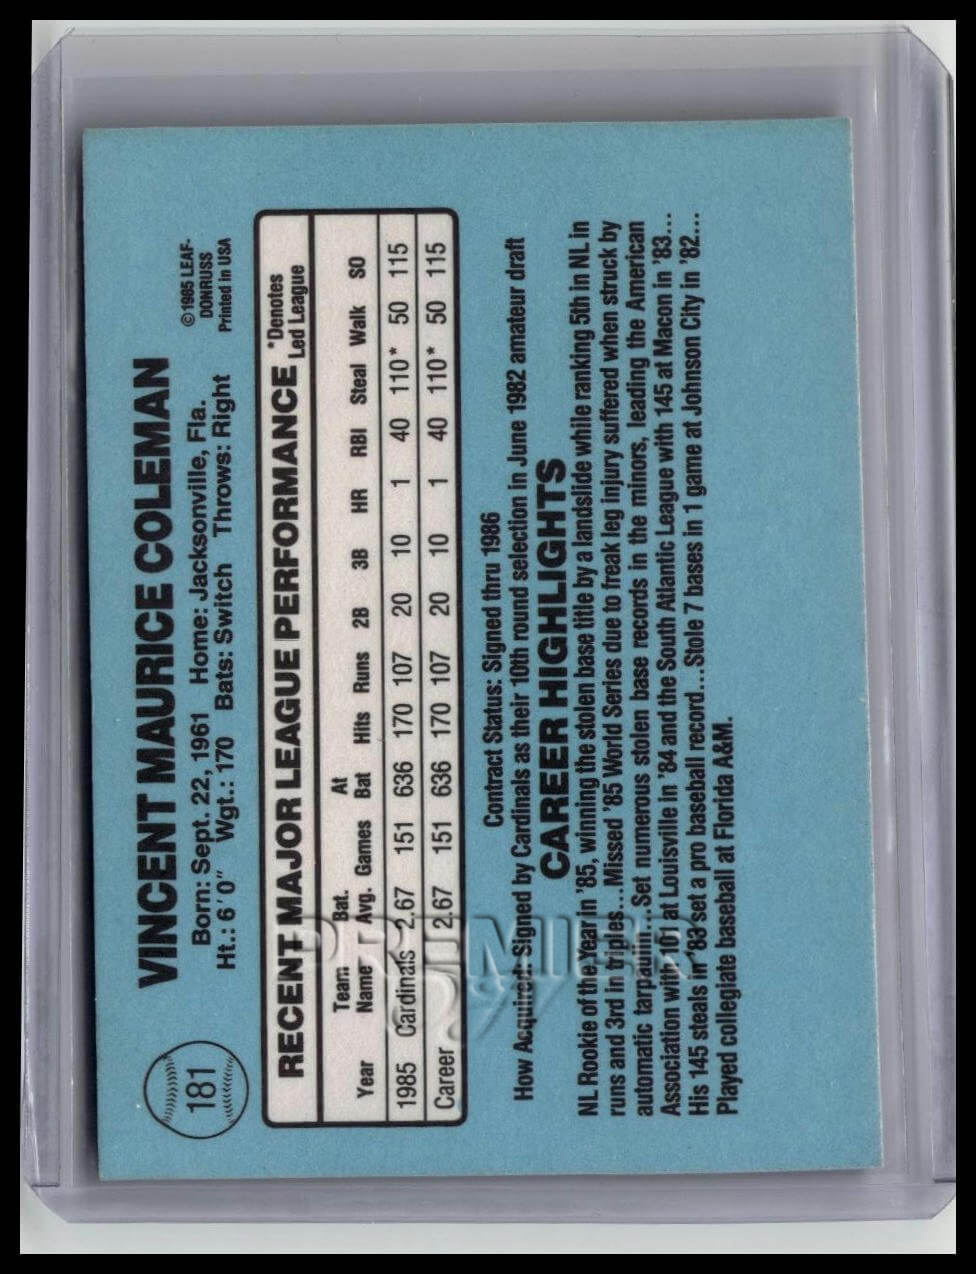 181
VINCENT MAURICE COLEMAN
Born: Sept. 22, 1961 Home: Jacksonville, Fla.
Ht.: 6'0" Wgt.: 170 Bats: Switch Throws: Right
©1985 LEAF-
DONRUSS
Printed in USA
RECENT MAJOR LEAGUE PERFORMANCE
*Denotes
Led League
Team Bat. At
Year Name Avg. Games Bat Hits Runs 2B 3B HR RBI Steal Walk SO
1985 Cardinals 2.67 151 636 170 107 20 10 1 40 110* 50 115
Career 2.67 151 636 170 107 20 10 1 40 110* 50 115
Contract Status: Signed thru 1986
How Acquired: Signed by Cardinals as their 10th round selection in June 1982 amateur draft
CAREER HIGHLIGHTS
NL Rookie of the Year in '85, winning the stolen base title by a landside while ranking 5th in NL in
runs and 3rd in triples...Missed '85 World Series due to freak leg injury suffered when struck by
automatic tarpaulin...Set numerous stolen base records in the minors, leading the American
Association with 101 at Louisville in '84 and the South Atlantic League with 145 at Macon in '83...
His 145 steals in '83 set a pro baseball record...Stole 7 bases in 1 game at Johnson City in '82...
Played collegiate baseball at Florida A&M.
PREMIER